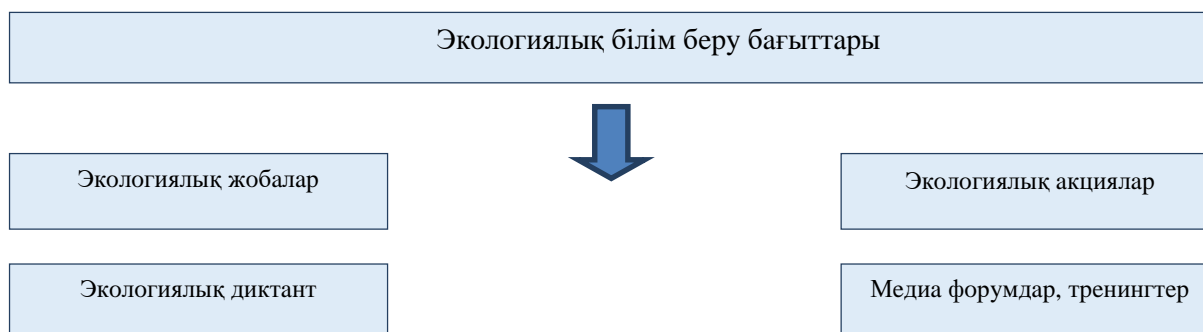 Экологиялық білім беру бағыттары
Экологиялық жобалар
Экологиялық акциялар
Экологиялық диктант
Медиа форумдар, тренингтер